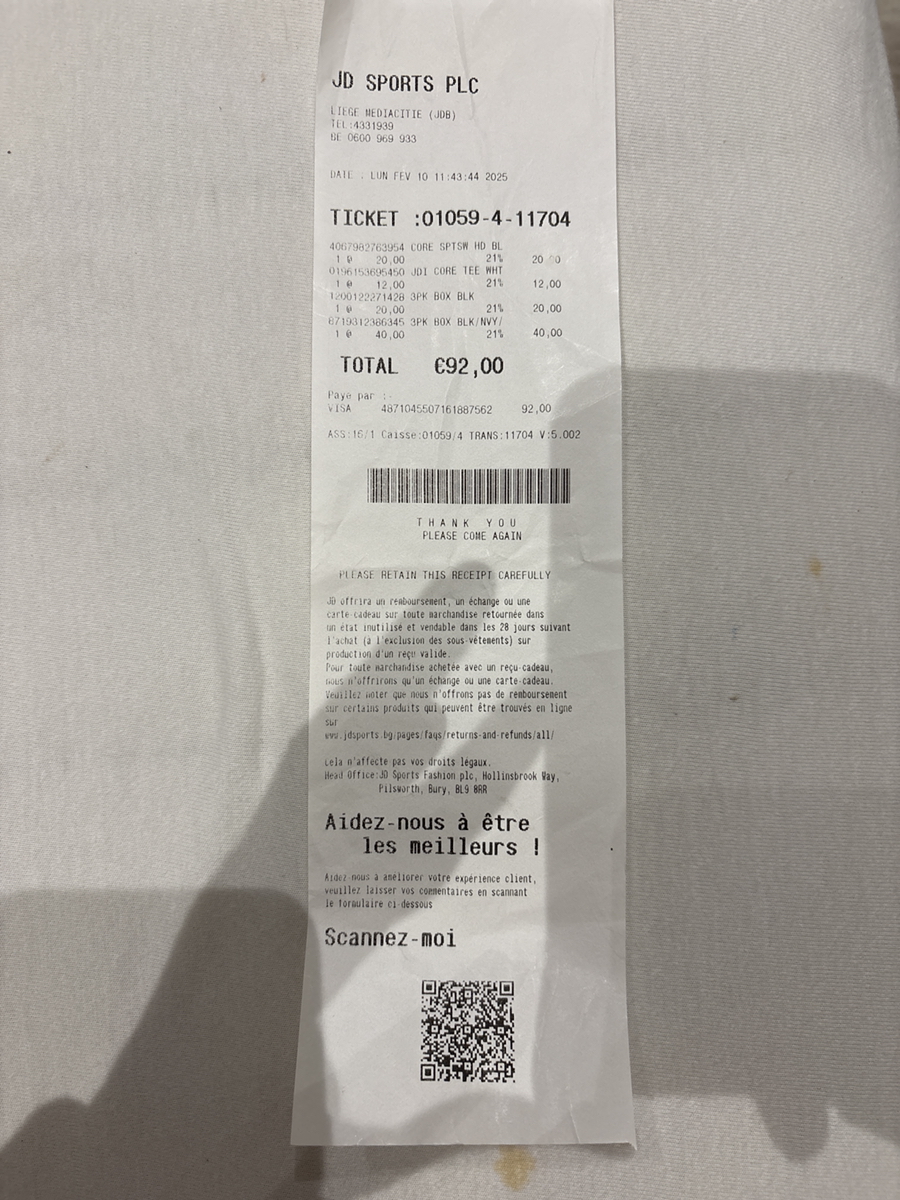 JD SPORTS PLC
LIEGE MEDIACITIE (JDB)
TEL:4331939
BE 0600 969 933
DATE . LUN FEV 10 11:43:44 2025
TICKET :01059-4-11704
4067982763954 CORE SPTSW HD BL
1 @ 20,00 21% 20 0
0196153695450 JDI CORE TEE WHT
1 @ 12,00 21% 12,00
1200122271428 3PK BOX BLK
1 @ 20,00 21% 20,00
8719312386345 3PK BOX BLK/NVY/
1 @ 40,00 21% 40,00
TOTAL €92,00
Paye par :-
VISA 4871045507161887562 92,00
ASS:16/1 Caisse:01059/4 TRANS:11704 V:5.002
THANK YOU
PLEASE COME AGAIN
PLEASE RETAIN THIS RECEIPT CAREFULLY
JD offrira un remboursement, un échange ou une
carte-cadeau sur toute marchandise retournée dans
un état inutilisé et vendable dans les 28 jours suivant
l'achat (à l'exclusion des sous-vêtements) sur
production d'un reçu valide.
Pour toute marchandise achetée avec un reçu-cadeau,
nous n'offrirons qu'un échange ou une carte-cadeau.
Veuillez noter que nous n'offrons pas de remboursement
sur certains produits qui peuvent être trouvés en ligne
sur
www.jdsports.bg/pages/faqs/returns-and-refunds/all/
Cela n'affecte pas vos droits légaux.
Head Office:JD Sports Fashion plc, Hollinsbrook Way,
Pilsworth, Bury, BL9 8RR
Aidez-nous à être
les meilleurs !
Aidez-nous à améliorer votre expérience client,
veuillez laisser vos commentaires en scannant
le formulaire ci-dessous
Scannez-moi